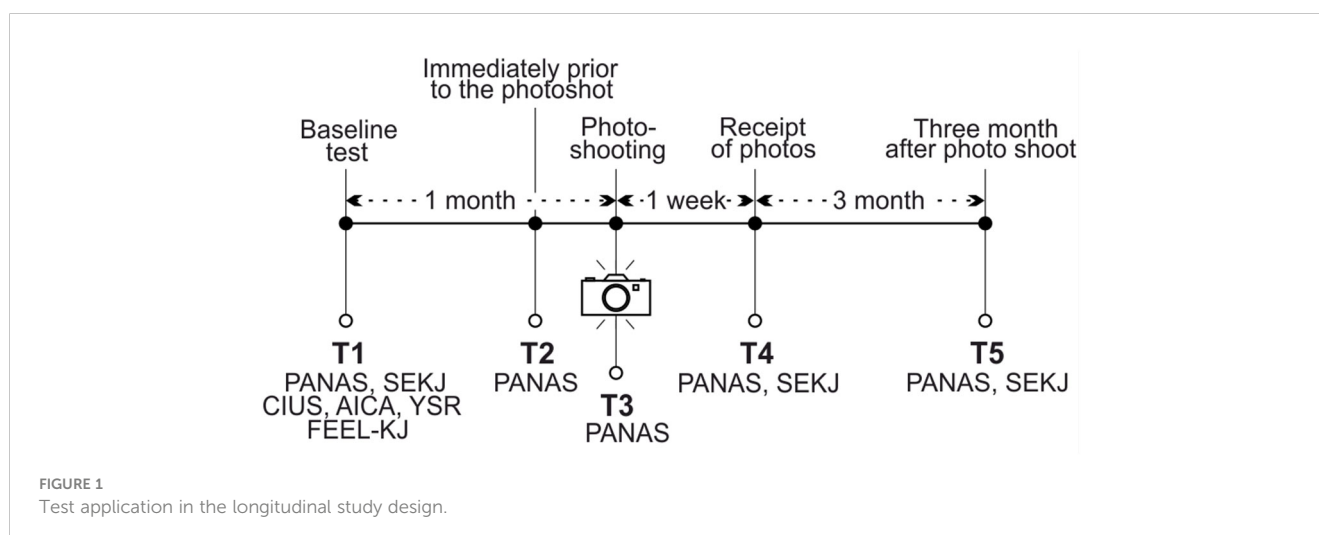 Immediately prior
to the photoshot
Baseline
test
Photo-
shooting
Receipt
of photos
Three month
after photo shoot
1 month
1 week
3 month
T1
PANAS, SEKJ
CIUS, AICA, YSR
FEEL-KJ
T2
PANAS
T3
PANAS
T4
PANAS, SEKJ
T5
PANAS, SEKJ
FIGURE 1
Test application in the longitudinal study design.